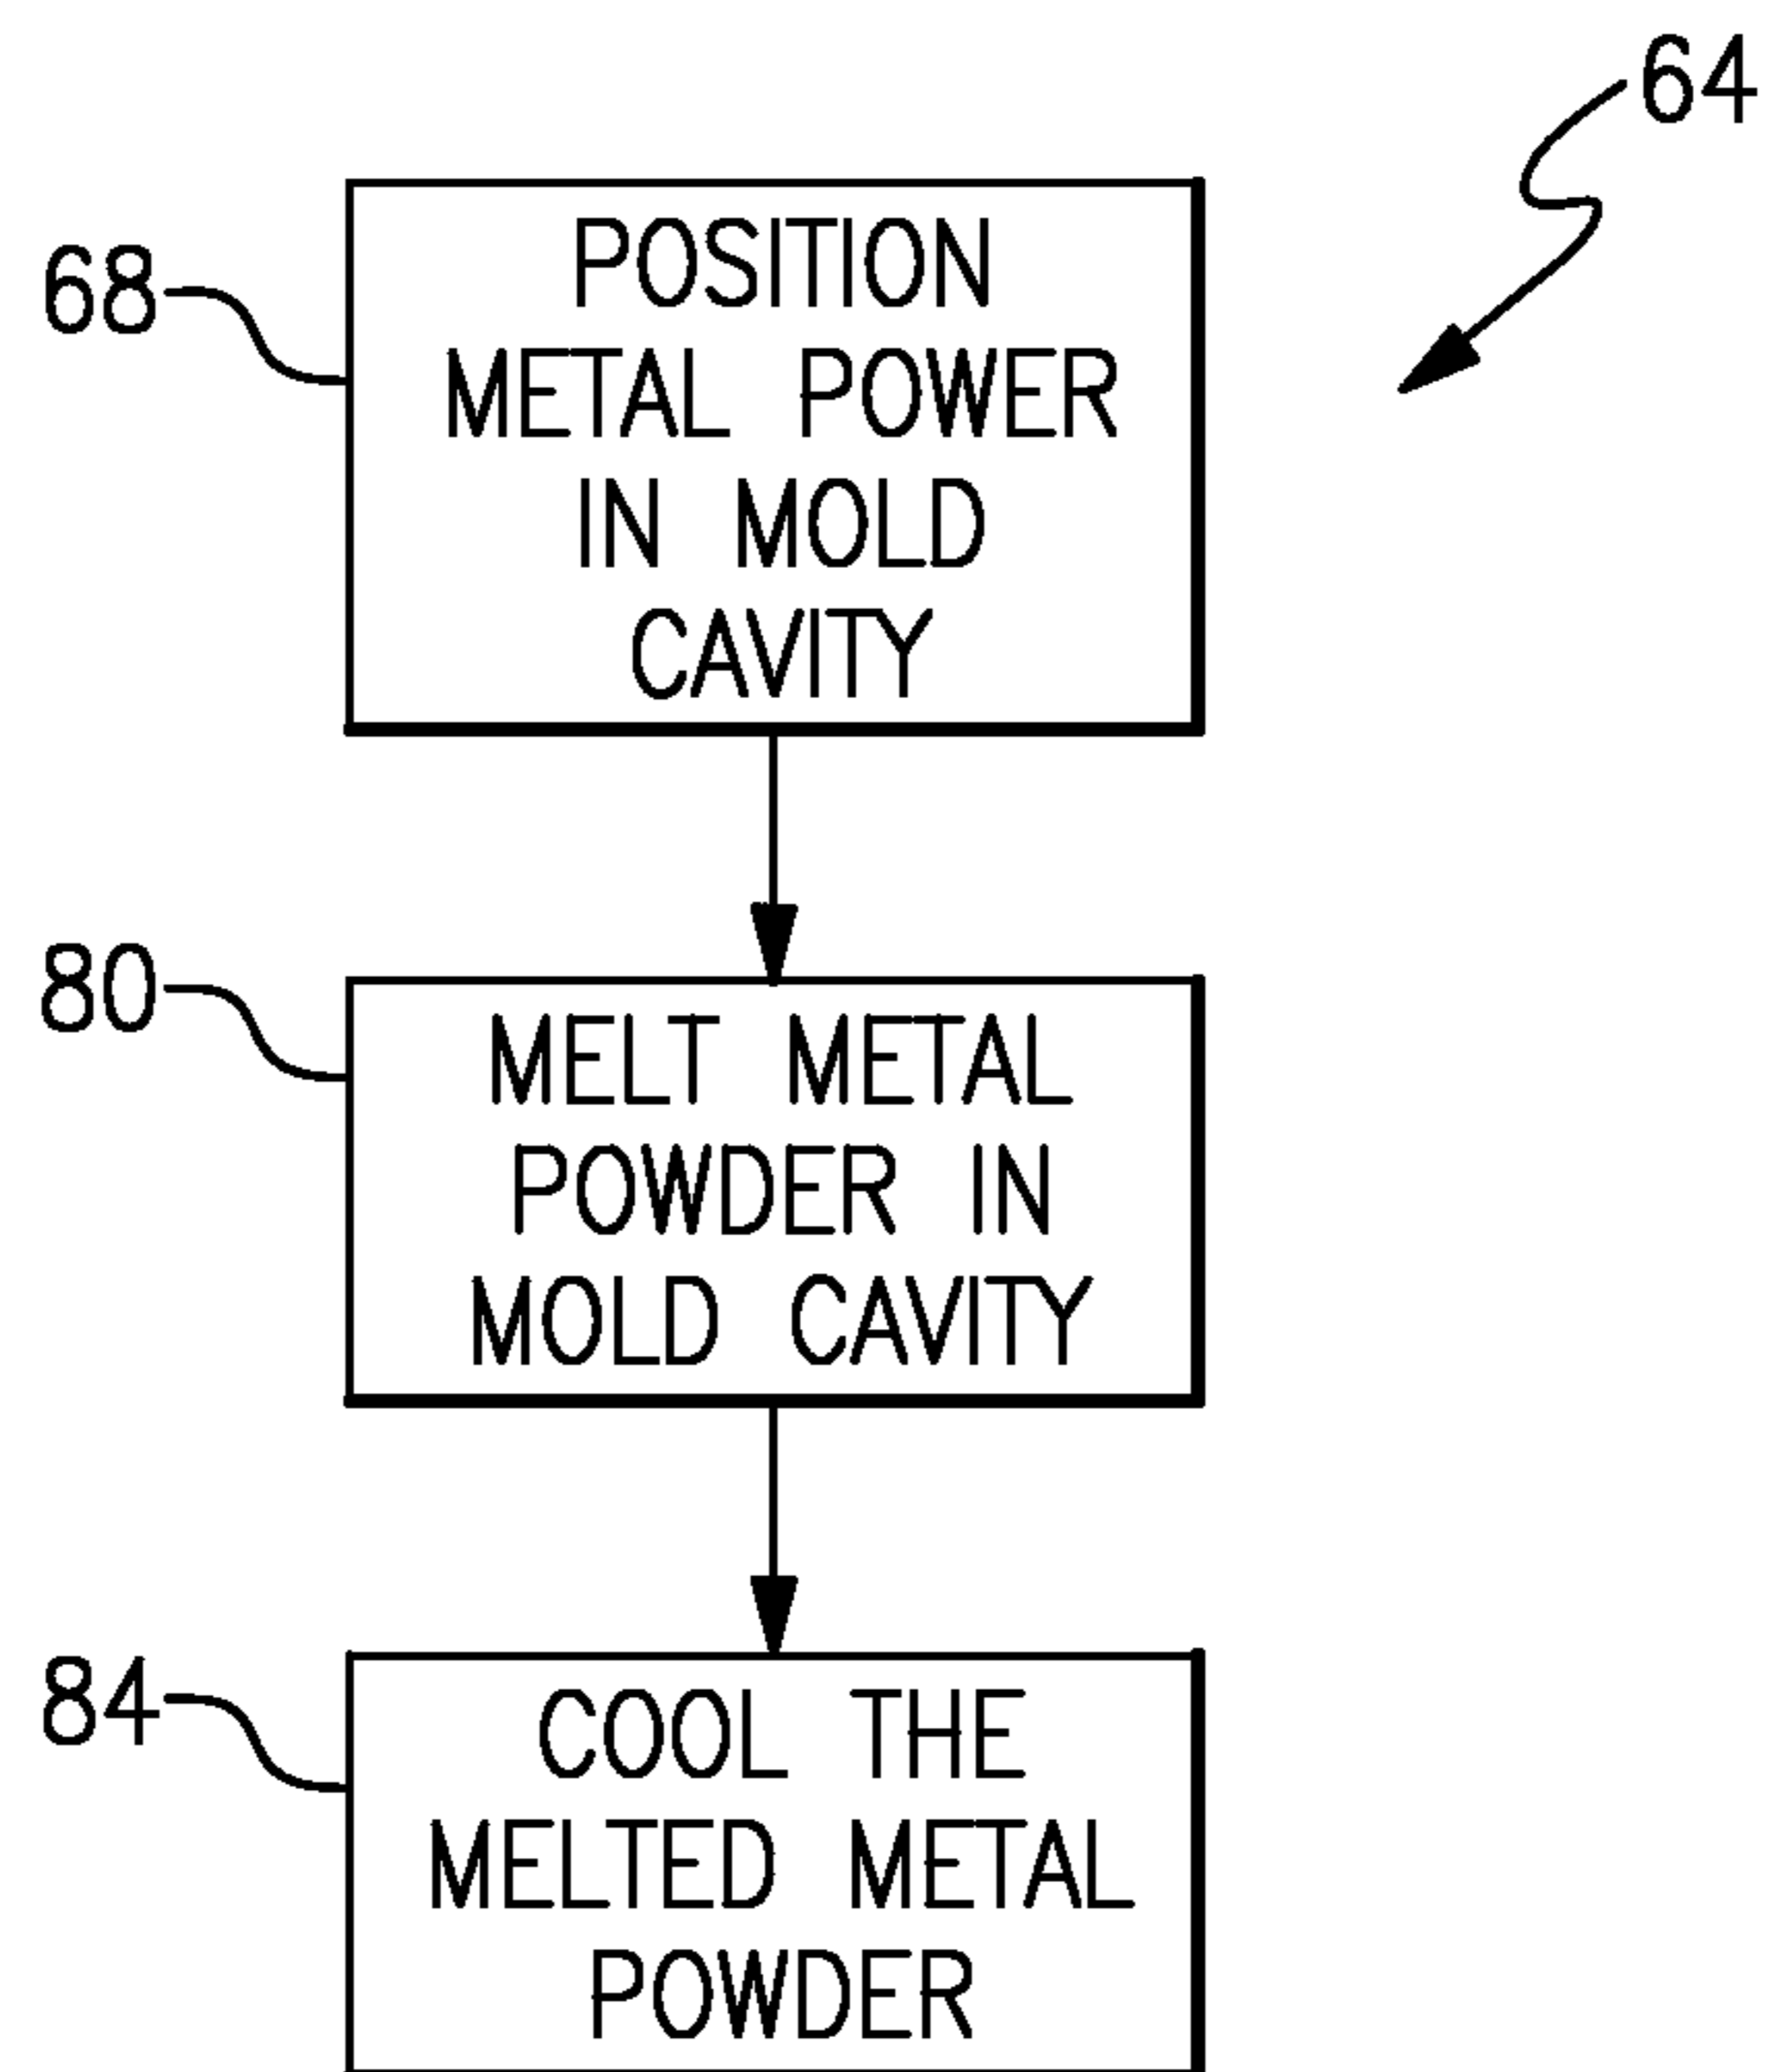 64
68
POSITION
METAL POWER
IN MOLD
CAVITY
80
MELT METAL
POWDER IN
MOLD CAVITY
84
COOL THE
MELTED METAL
POWDER